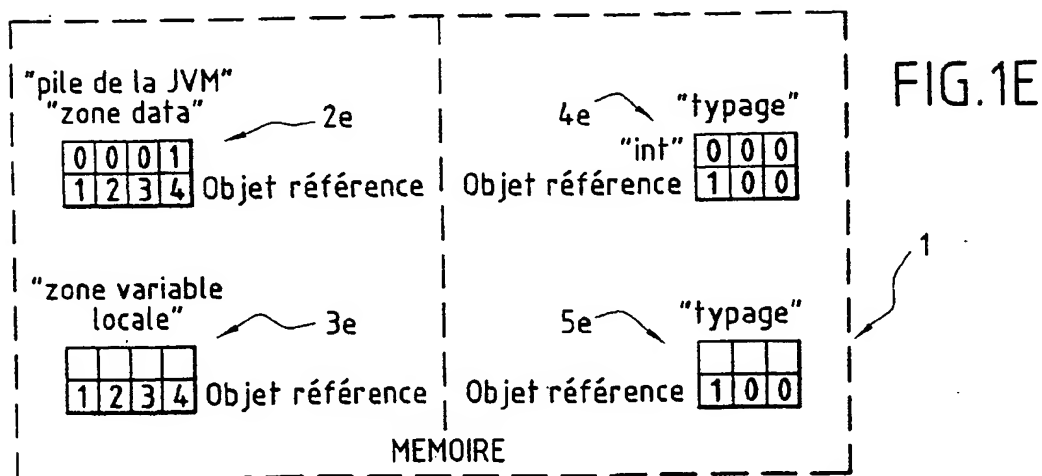 FIG.1E
"pile de la JVM"
"zone data"
2e
0 0 0 1
1 2 3 4 Objet référence
4e
"typage"
"int" 0 0 0
Objet référence 1 0 0
1
"zone variable
locale"
3e
1 2 3 4 Objet référence
5e
"typage"
Objet référence 1 0 0
MEMOIRE